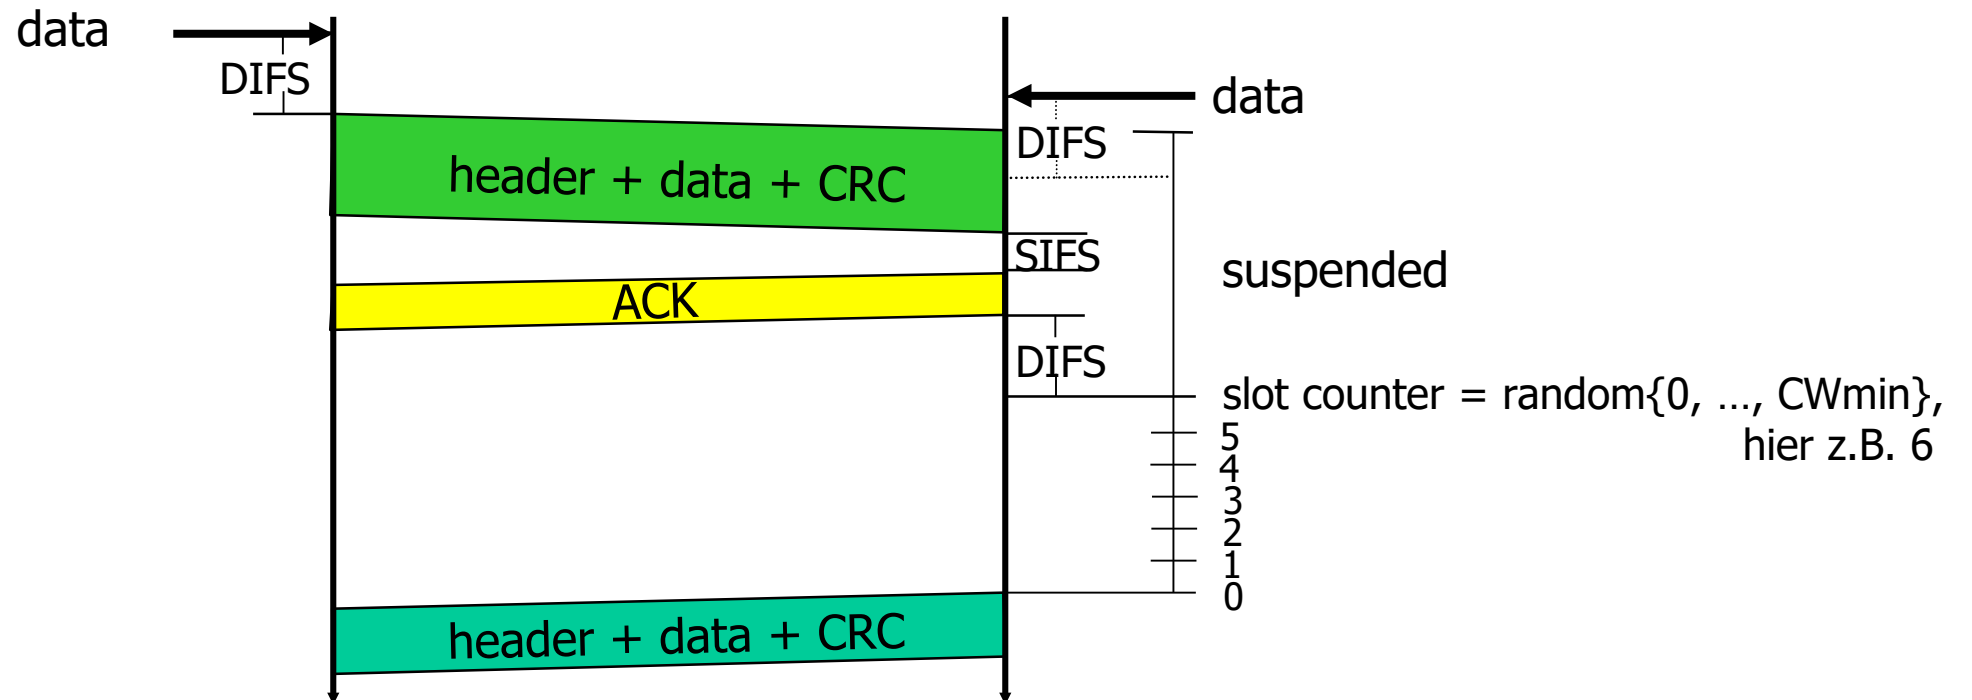 data
DIFS
data
DIFS
header + data + CRC
SIFS
suspended
ACK
DIFS
slot counter = random{0, ..., CWmin},
5
hier z.B. 6
4
3
2
1
0
header + data + CRC